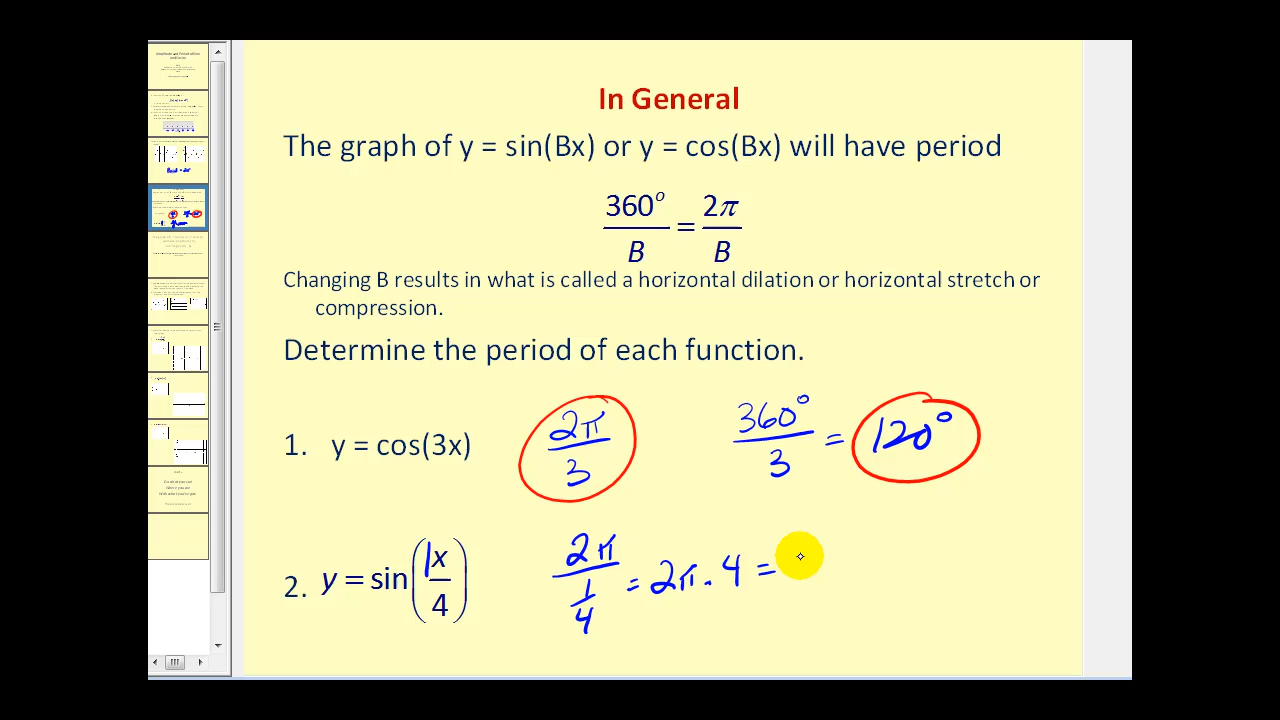 In General
The graph of y = sin(Bx) or y = cos(Bx) will have period
360° / B = 2π / B
Changing B results in what is called a horizontal dilation or horizontal stretch or
compression.
Determine the period of each function.
1. y = cos(3x) 2π / 3 360° / 3 = 120°
2. y = sin(1x / 4) 2π / (1 / 4) = 2π · 4 =